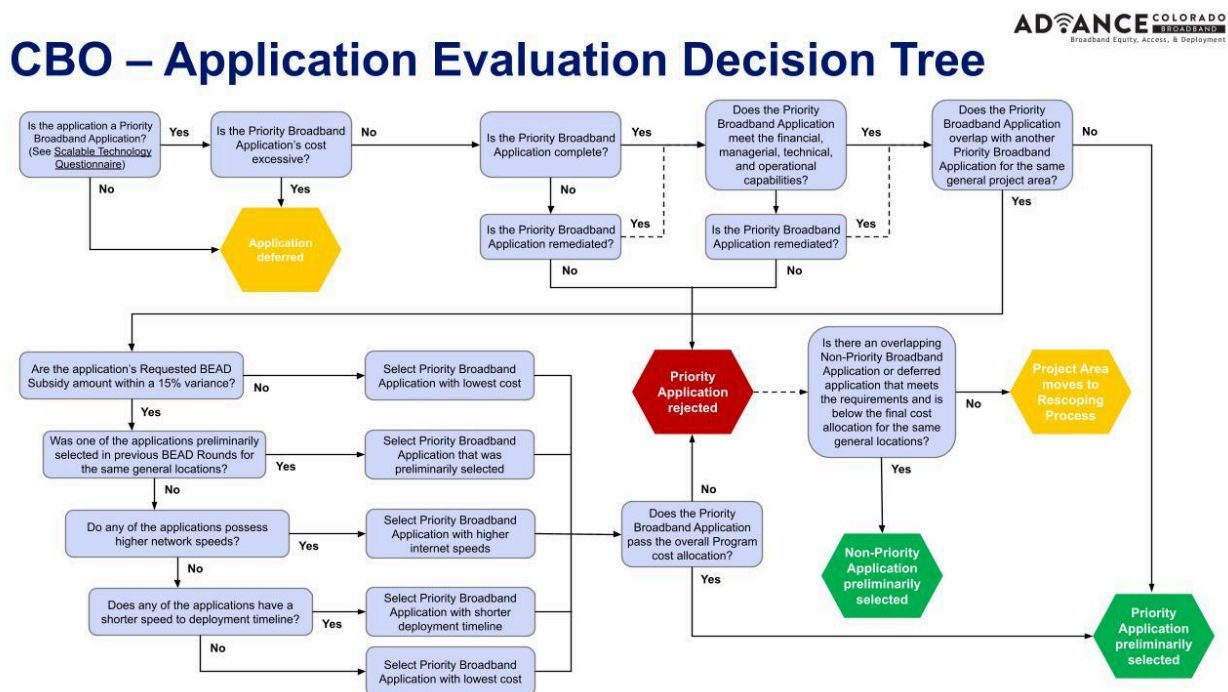 ADVANCE COLORADO
BROADBAND
Broadband Equity, Access, & Deployment
CBO – Application Evaluation Decision Tree
Is the application a Priority
Broadband Application?
(See Scalable Technology
Questionnaire)
Yes
No
Is the Priority Broadband
Application's cost
excessive?
No
Yes
Application
deferred
Is the Priority Broadband
Application complete?
Yes
No
Is the Priority Broadband
Application remediated?
Yes
No
Does the Priority
Broadband Application
meet the financial,
managerial, technical,
and operational
capabilities?
Yes
No
Is the Priority Broadband
Application remediated?
Yes
No
Does the Priority
Broadband Application
overlap with another
Priority Broadband
Application for the same
general project area?
No
Yes
Are the application's Requested BEAD
Subsidy amount within a 15% variance?
No
Yes
Select Priority Broadband
Application with lowest cost
Was one of the applications preliminarily
selected in previous BEAD Rounds for
the same general locations?
Yes
No
Select Priority Broadband
Application that was
preliminarily selected
Do any of the applications possess
higher network speeds?
Yes
No
Select Priority Broadband
Application with higher
internet speeds
Does any of the applications have a
shorter speed to deployment timeline?
Yes
No
Select Priority Broadband
Application with shorter
deployment timeline
Select Priority Broadband
Application with lowest cost
Priority
Application
rejected
No
Does the Priority
Broadband Application
pass the overall Program
cost allocation?
Yes
Is there an overlapping
Non-Priority Broadband
Application or deferred
application that meets
the requirements and is
below the final cost
allocation for the same
general locations?
No
Yes
Project Area
moves to
Rescoping
Process
Non-Priority
Application
preliminarily
selected
Priority
Application
preliminarily
selected